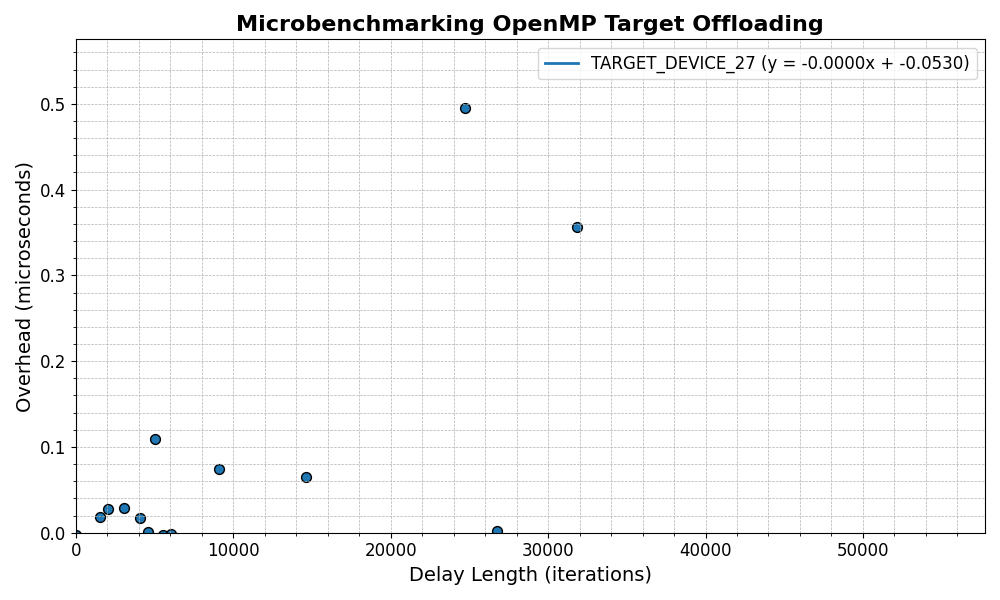 Microbenchmarking OpenMP Target Offloading
TARGET_DEVICE_27 (y = -0.0000x + -0.0530)
Overhead (microseconds)
0.5
0.4
0.3
0.2
0.1
0.0
0 10000 20000 30000 40000 50000
Delay Length (iterations)